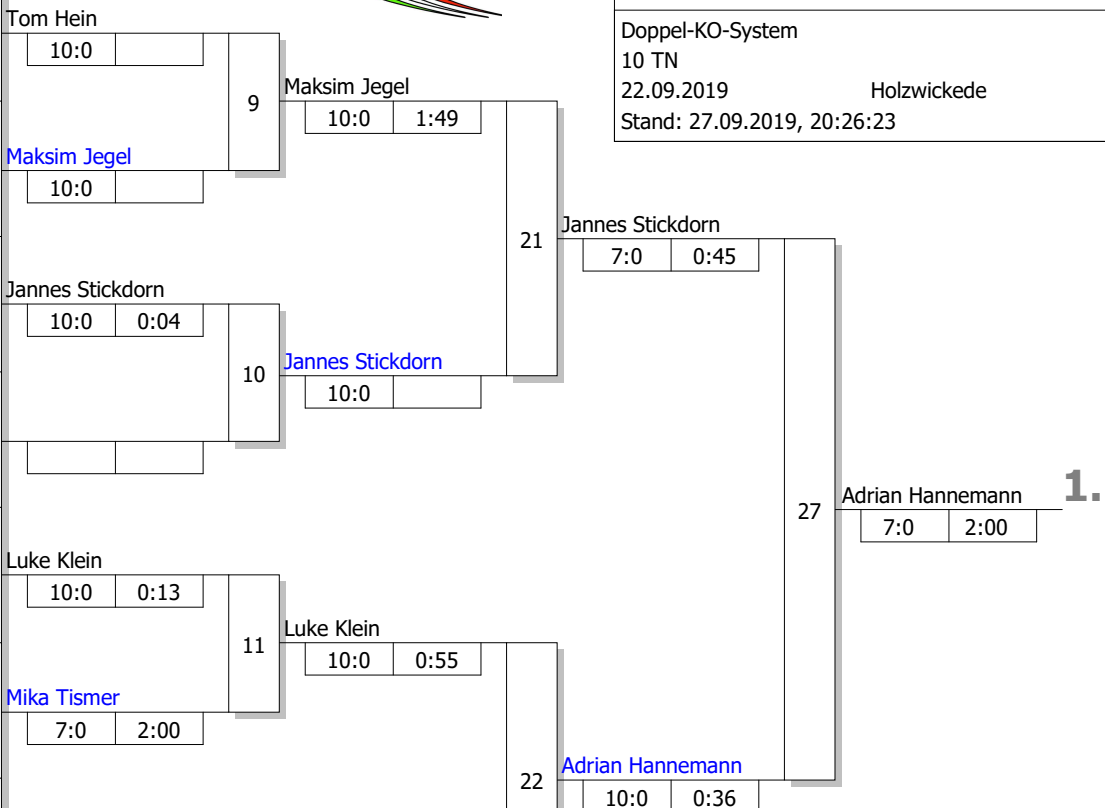 Tom Hein
10:0
9
Maksim Jegel
10:0 1:49
Maksim Jegel
10:0
Doppel-KO-System
10 TN
22.09.2019 Holzwickede
Stand: 27.09.2019, 20:26:23
21
Jannes Stickdorn
7:0 0:45
Jannes Stickdorn
10:0 0:04
10
Jannes Stickdorn
10:0
27
Adrian Hannemann
7:0 2:00
1.
Luke Klein
10:0 0:13
11
Luke Klein
10:0 0:55
Mika Tismer
7:0 2:00
22
Adrian Hannemann
10:0 0:36